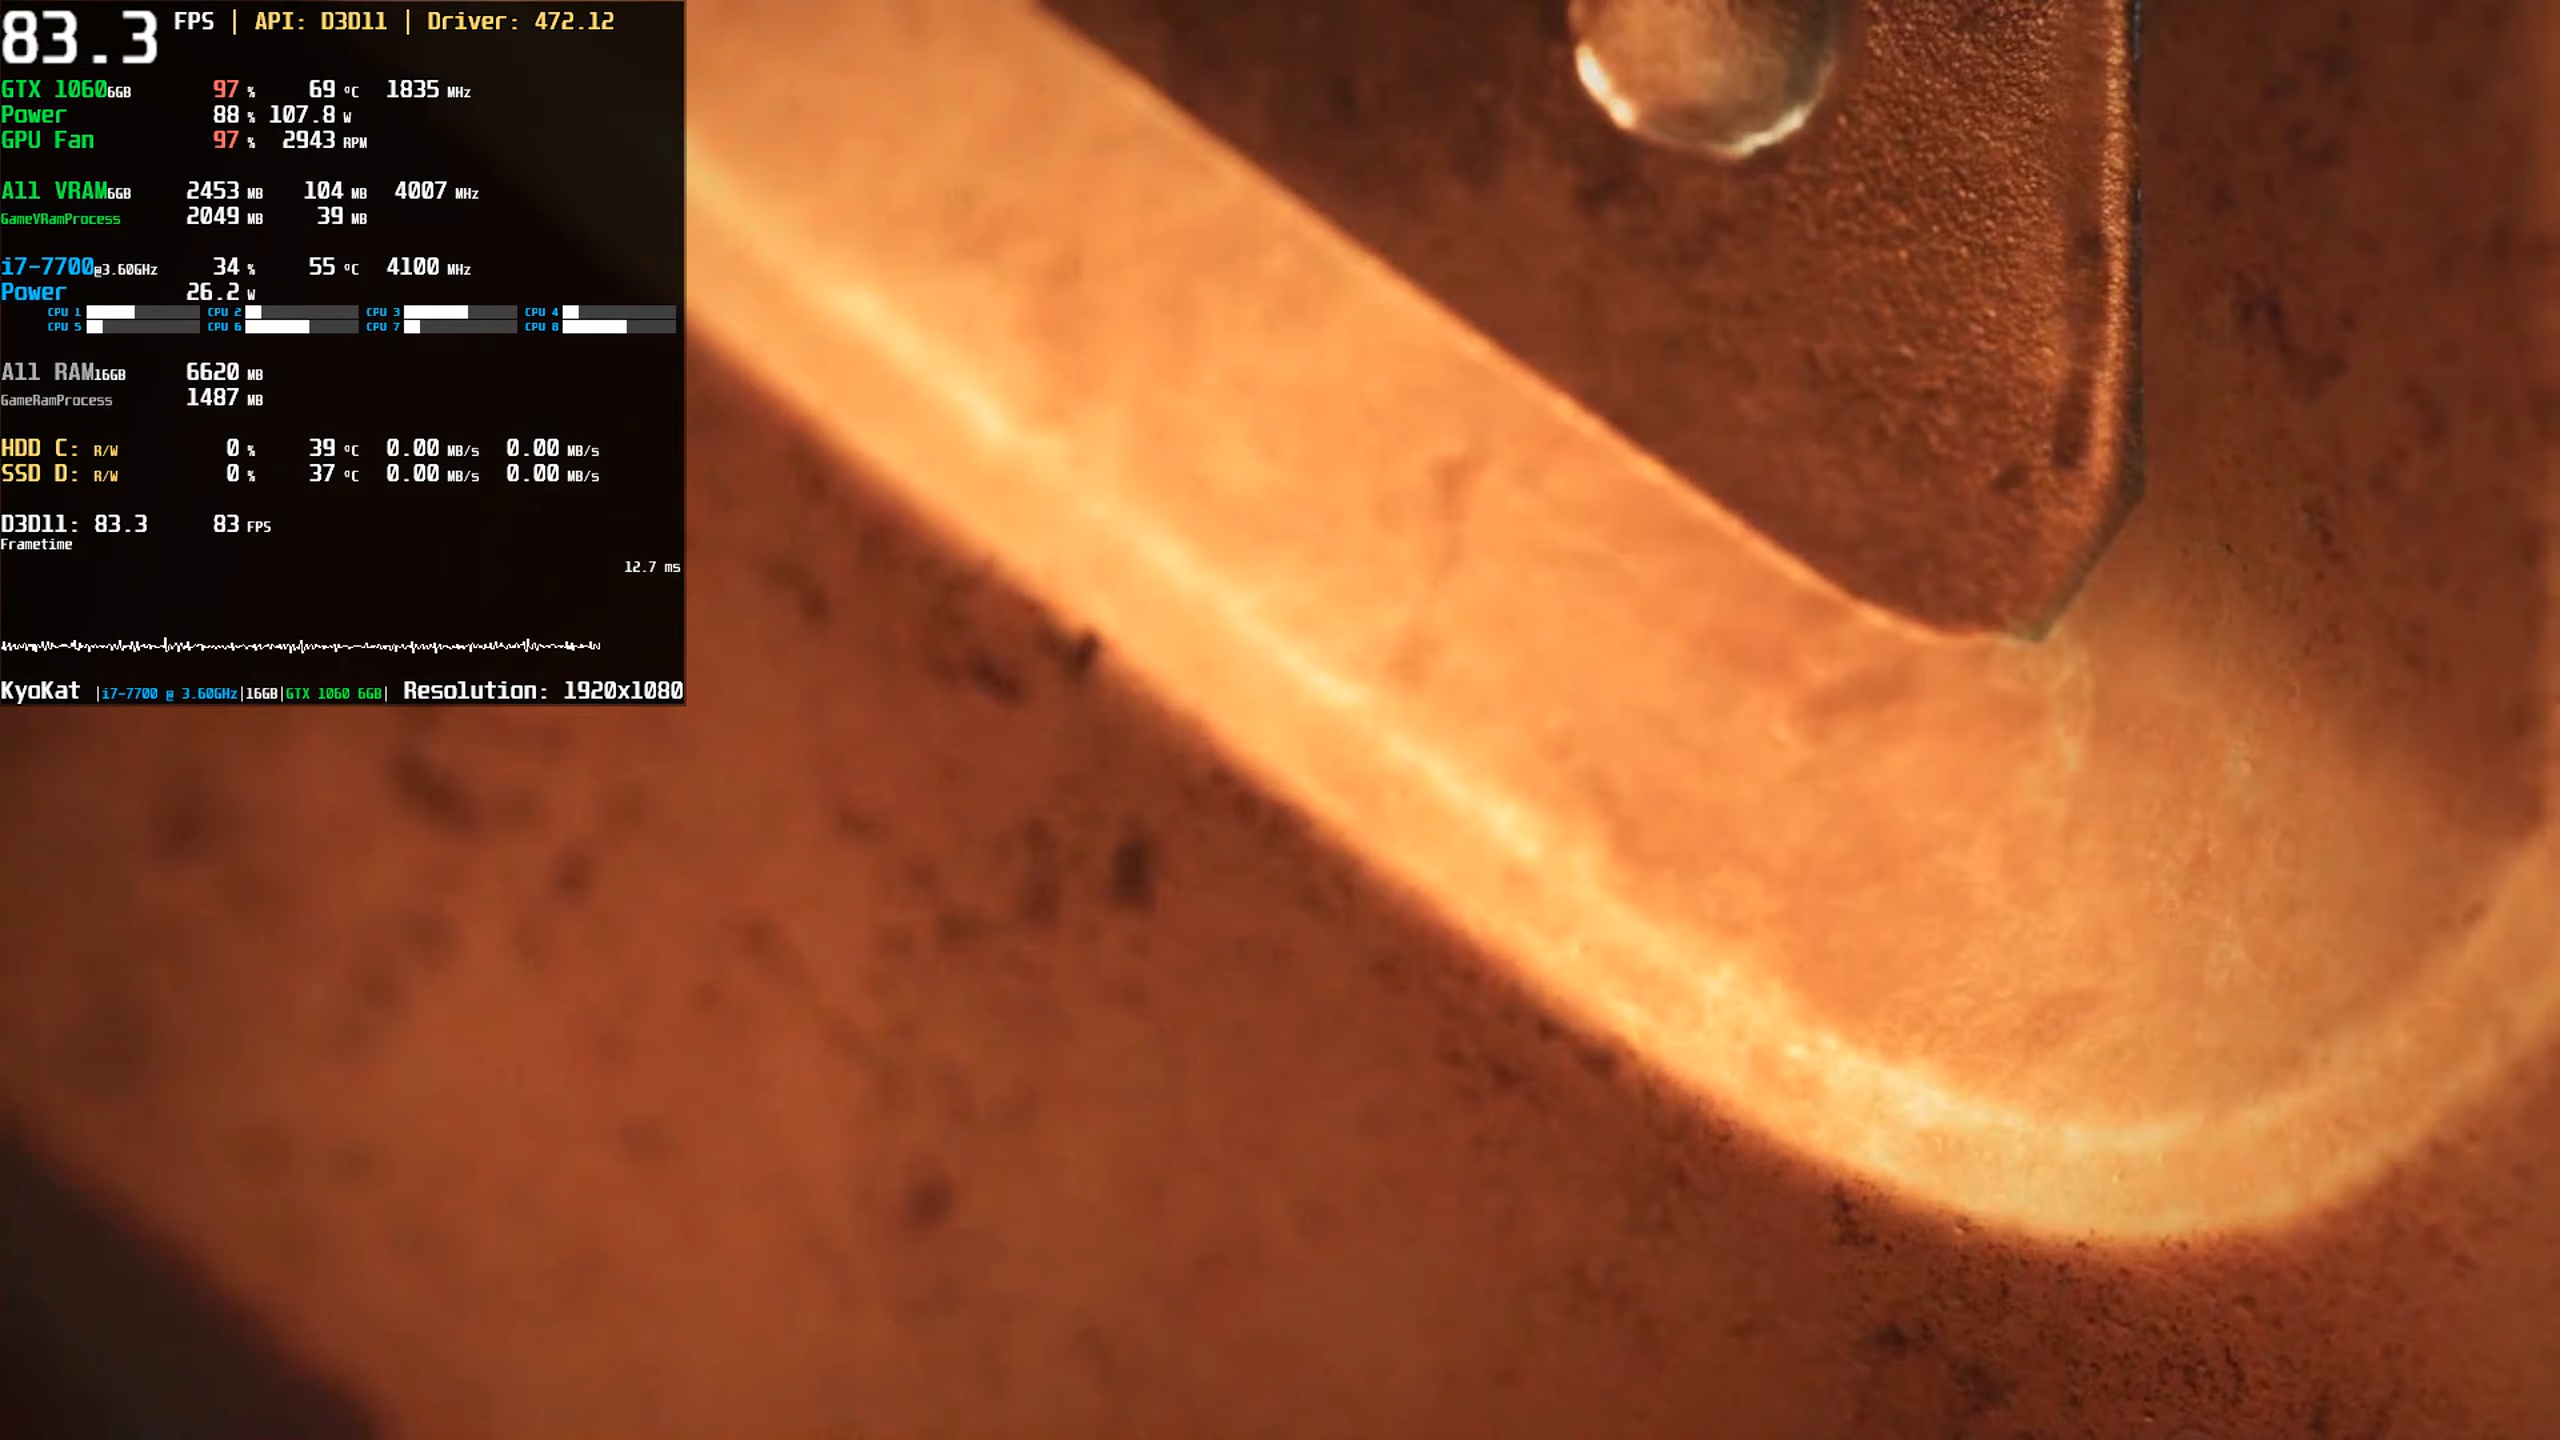 83.3 FPS | API: D3D11 | Driver: 472.12
GTX 1060 6GB 97 % 69 °C 1835 MHz
Power 88 % 107.8 W
GPU Fan 97 % 2943 RPM
All VRAM 6GB 2453 MB 104 MB 4007 MHz
GameVRamProcess 2049 MB 39 MB
i7-7700 @3.60GHz 34 % 55 °C 4100 MHz
Power 26.2 W
CPU 1 CPU 2 CPU 3 CPU 4
CPU 5 CPU 6 CPU 7 CPU 8
All RAM 16GB 6620 MB
GameRamProcess 1487 MB
HDD C: R/W 0 % 39 °C 0.00 MB/s 0.00 MB/s
SSD D: R/W 0 % 37 °C 0.00 MB/s 0.00 MB/s
D3D11: 83.3 83 FPS
Frametime
12.7 ms
KyoKat |i7-7700 @ 3.60GHz|16GB|GTX 1060 6GB| Resolution: 1920x1080